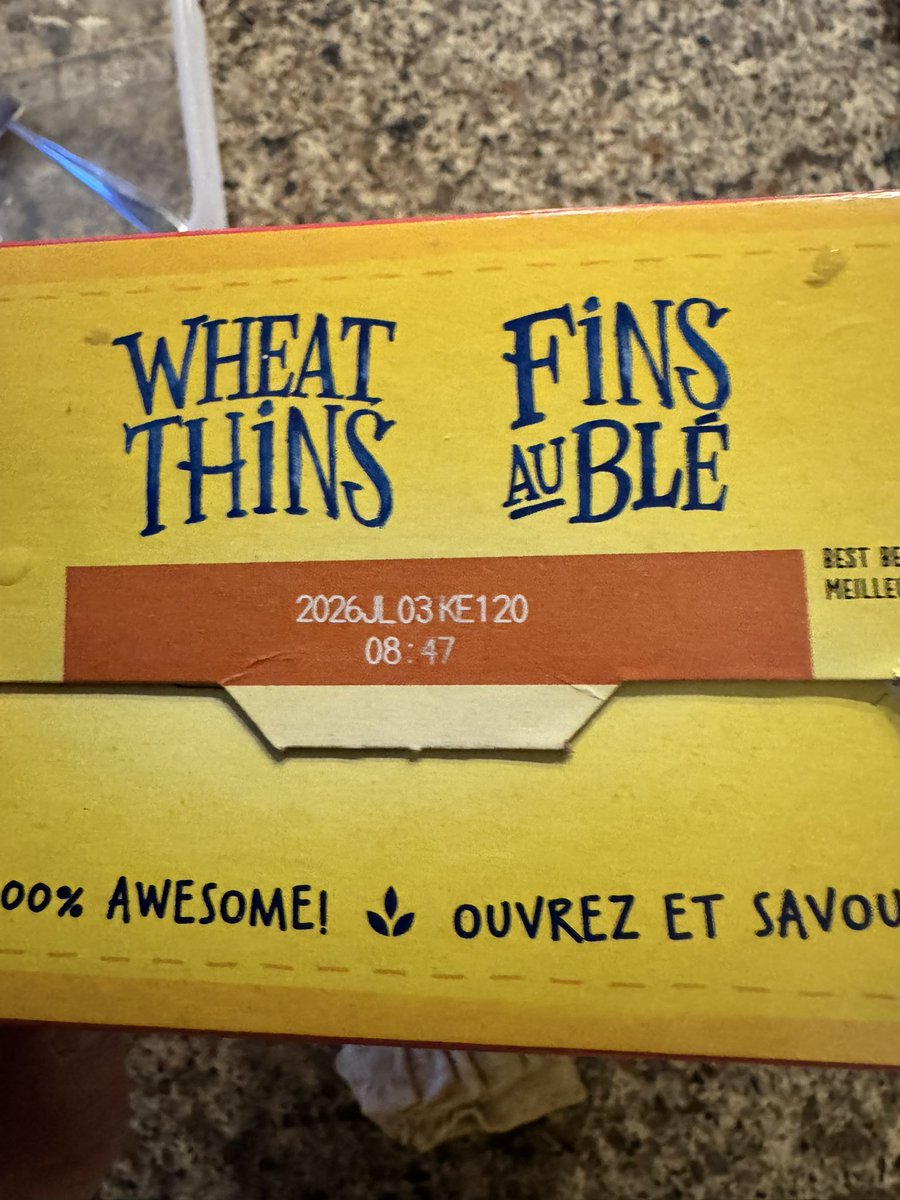 WHEAT
THiNS
FiNS
AU BLÉ
BEST BE
MEILLEU
2026JL03 KE120
08:47
00% AWESOME!
OUVREZ ET SAVOU